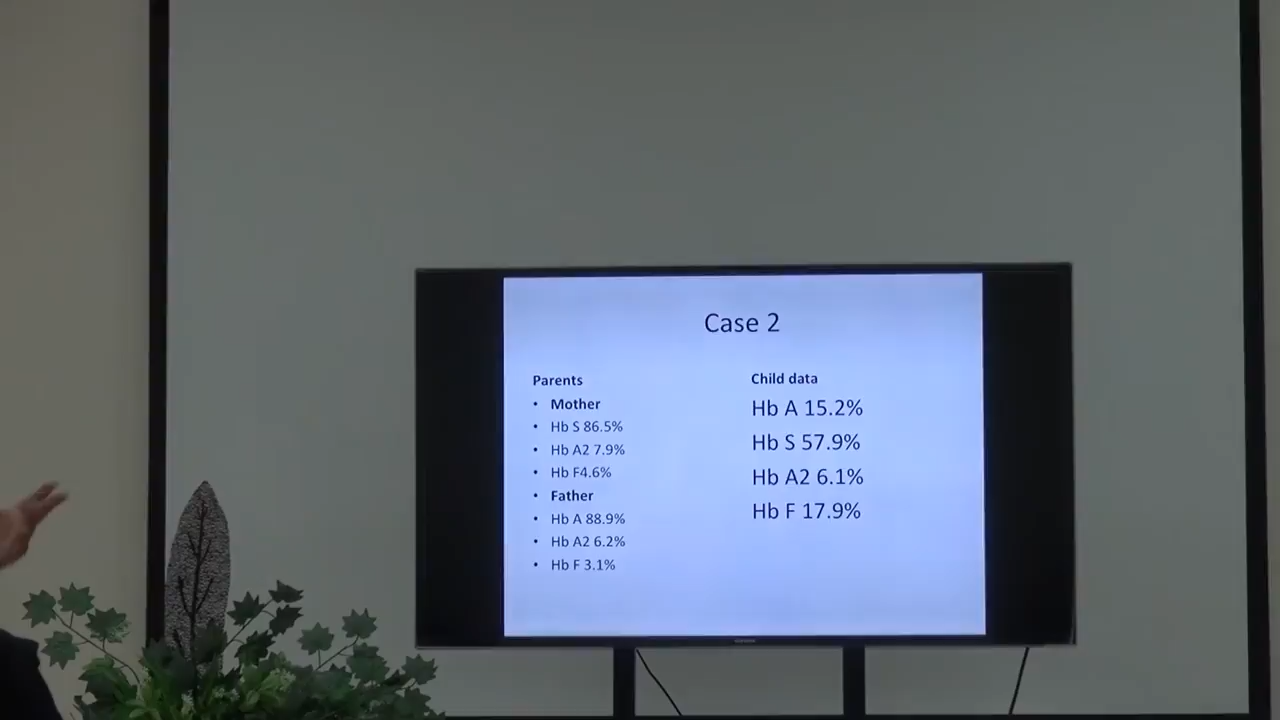 Case 2
Parents
• Mother
• Hb S 86.5%
• Hb A2 7.9%
• Hb F4.6%
• Father
• Hb A 88.9%
• Hb A2 6.2%
• Hb F 3.1%
Child data
Hb A 15.2%
Hb S 57.9%
Hb A2 6.1%
Hb F 17.9%